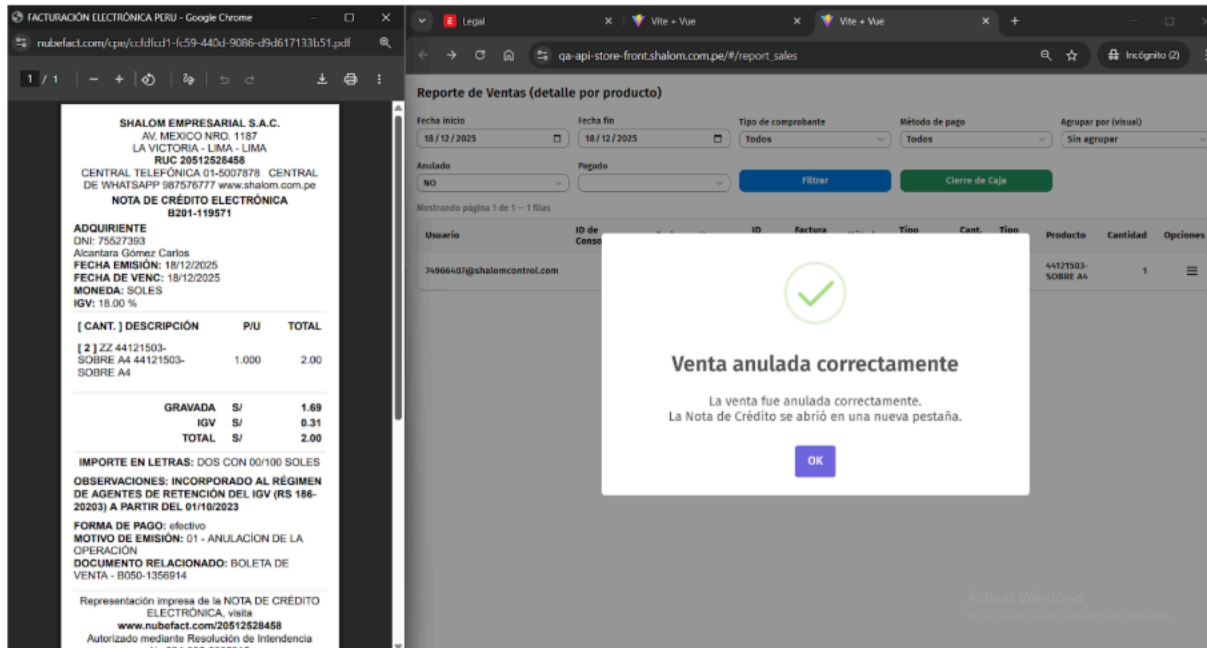 FACTURACIÓN ELECTRÓNICA PERU - Google Chrome
nubefact.com/cpe/ccfdfcd1-fc59-440d-9086-d9d617133b51.pdf
1 / 1
SHALOM EMPRESARIAL S.A.C.
AV. MEXICO NRO. 1187
LA VICTORIA - LIMA - LIMA
RUC 20512528458
CENTRAL TELEFÓNICA 01-5007878 CENTRAL
DE WHATSAPP 987576777 www.shalom.com.pe
NOTA DE CRÉDITO ELECTRÓNICA
B201-119571
ADQUIRIENTE
DNI: 75527393
Alcantara Gómez Carlos
FECHA EMISIÓN: 18/12/2025
FECHA DE VENC: 18/12/2025
MONEDA: SOLES
IGV: 18.00 %
[ CANT. ] DESCRIPCIÓN P/U TOTAL
[ 2 ] ZZ 44121503-
SOBRE A4 44121503- 1.000 2.00
SOBRE A4
GRAVADA S/ 1.69
IGV S/ 0.31
TOTAL S/ 2.00
IMPORTE EN LETRAS: DOS CON 00/100 SOLES
OBSERVACIONES: INCORPORADO AL RÉGIMEN
DE AGENTES DE RETENCIÓN DEL IGV (RS 186-
20203) A PARTIR DEL 01/10/2023
FORMA DE PAGO: efectivo
MOTIVO DE EMISIÓN: 01 - ANULACÍON DE LA
OPERACIÓN
DOCUMENTO RELACIONADO: BOLETA DE
VENTA - B050-1356914
Representación impresa de la NOTA DE CRÉDITO
ELECTRÓNICA, visita
www.nubefact.com/20512528458
Autorizado mediante Resolución de Intendencia
Legal
Vite + Vue
Vite + Vue
qa-api-store-front.shalom.com.pe/#/report_sales
Incógnito (2)
Reporte de Ventas (detalle por producto)
Fecha inicio Fecha fin Tipo de comprobante Método de pago Agrupar por (visual)
18/12/2025 18/12/2025 Todos Todos Sin agrupar
Anulado Pagado
NO Filtrar Cierre de Caja
Mostrando página 1 de 1 — 1 filas
Usuario ID de ID Factura Tipo Cant. Tipo Producto Cantidad Opciones
74966407@shalomcontrol.com 44121503- 1
SOBRE A4
Venta anulada correctamente
La venta fue anulada correctamente.
La Nota de Crédito se abrió en una nueva pestaña.
OK
Activar Windows